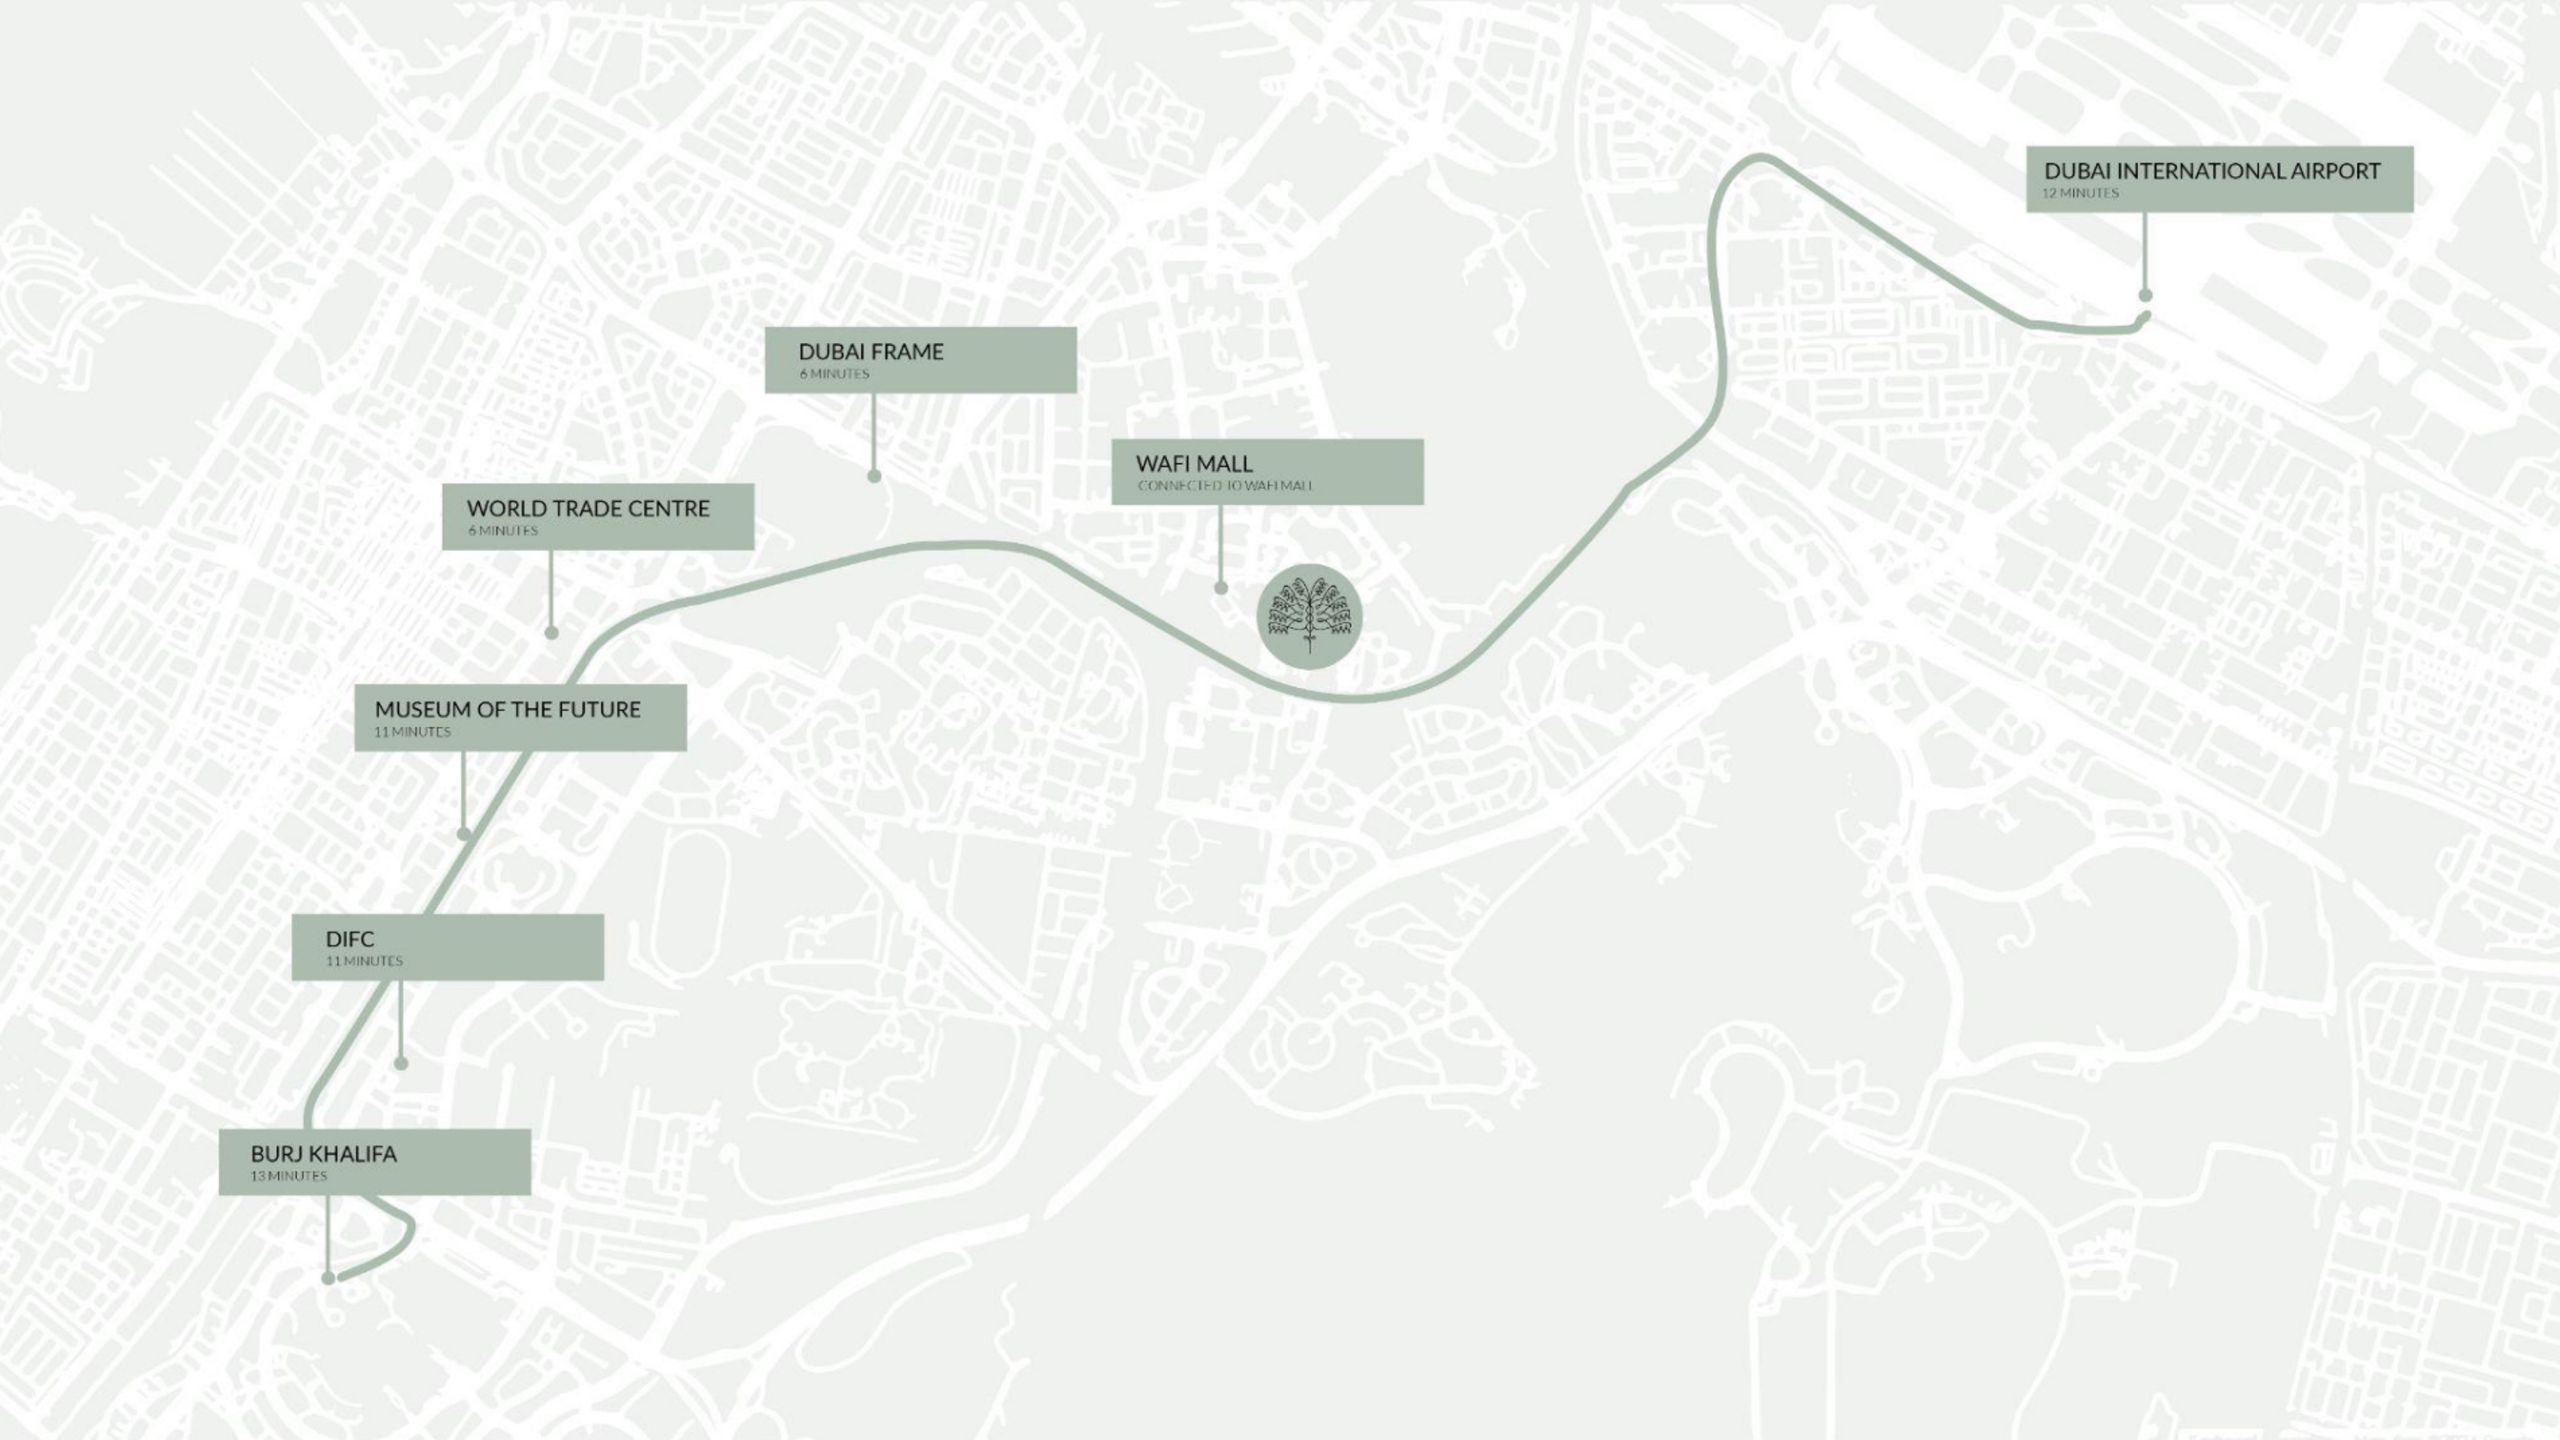 DUBAI INTERNATIONAL AIRPORT
12 MINUTES
DUBAI FRAME
6 MINUTES
WAFI MALL
CONNECTED TO WAFI MALL
WORLD TRADE CENTRE
6 MINUTES
MUSEUM OF THE FUTURE
11 MINUTES
DIFC
11 MINUTES
BURJ KHALIFA
13 MINUTES